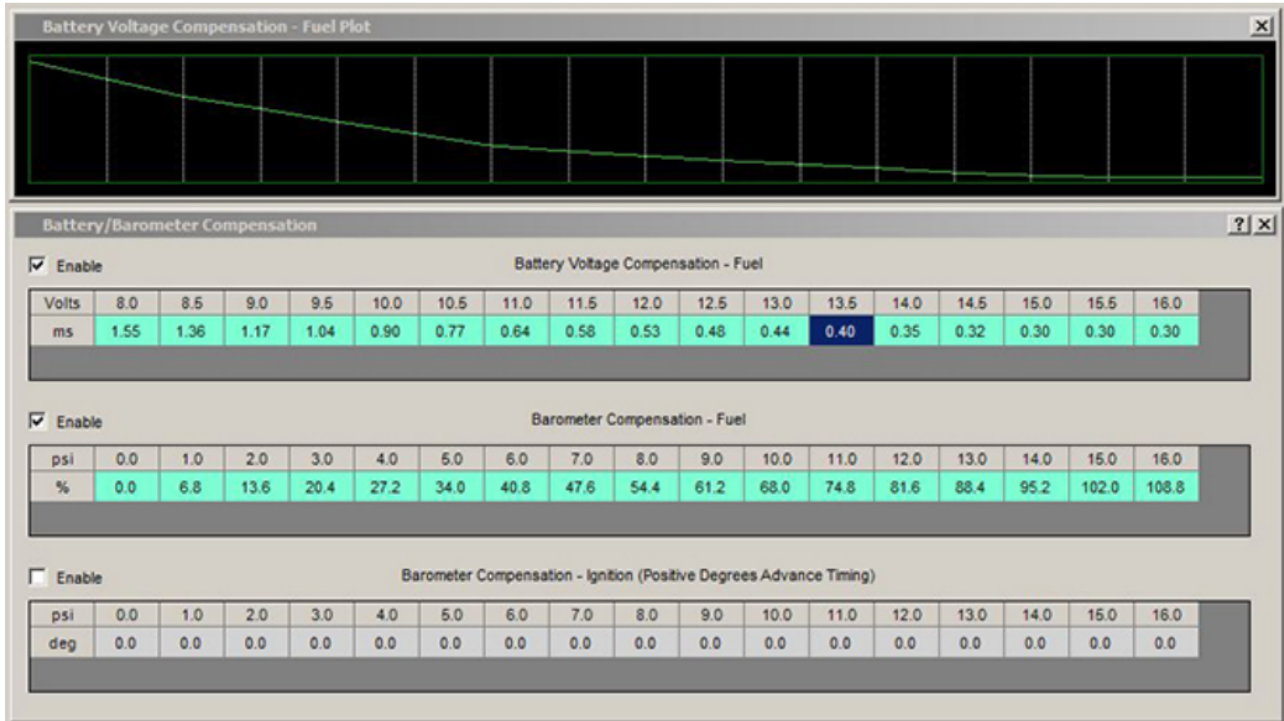 Battery Voltage Compensation - Fuel Plot
Battery/Barometer Compensation
Enable
Battery Voltage Compensation - Fuel
Volts 8.0 8.5 9.0 9.5 10.0 10.5 11.0 11.5 12.0 12.5 13.0 13.5 14.0 14.5 15.0 15.5 16.0
ms 1.55 1.36 1.17 1.04 0.90 0.77 0.64 0.58 0.53 0.48 0.44 0.40 0.35 0.32 0.30 0.30 0.30
Enable
Barometer Compensation - Fuel
psi 0.0 1.0 2.0 3.0 4.0 5.0 6.0 7.0 8.0 9.0 10.0 11.0 12.0 13.0 14.0 15.0 16.0
% 0.0 6.8 13.6 20.4 27.2 34.0 40.8 47.6 54.4 61.2 68.0 74.8 81.6 88.4 95.2 102.0 108.8
Enable
Barometer Compensation - Ignition (Positive Degrees Advance Timing)
psi 0.0 1.0 2.0 3.0 4.0 5.0 6.0 7.0 8.0 9.0 10.0 11.0 12.0 13.0 14.0 15.0 16.0
deg 0.0 0.0 0.0 0.0 0.0 0.0 0.0 0.0 0.0 0.0 0.0 0.0 0.0 0.0 0.0 0.0 0.0